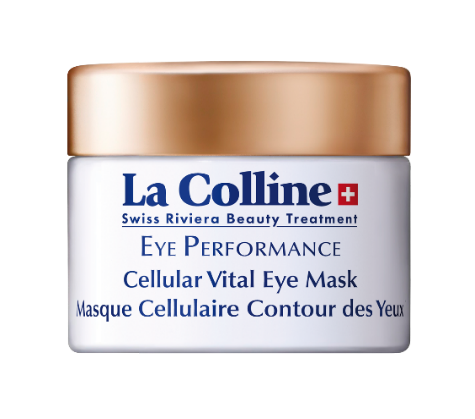 La Colline
Swiss Riviera Beauty Treatment
EYE PERFORMANCE
Cellular Vital Eye Mask
Masque Cellulaire Contour des Yeux